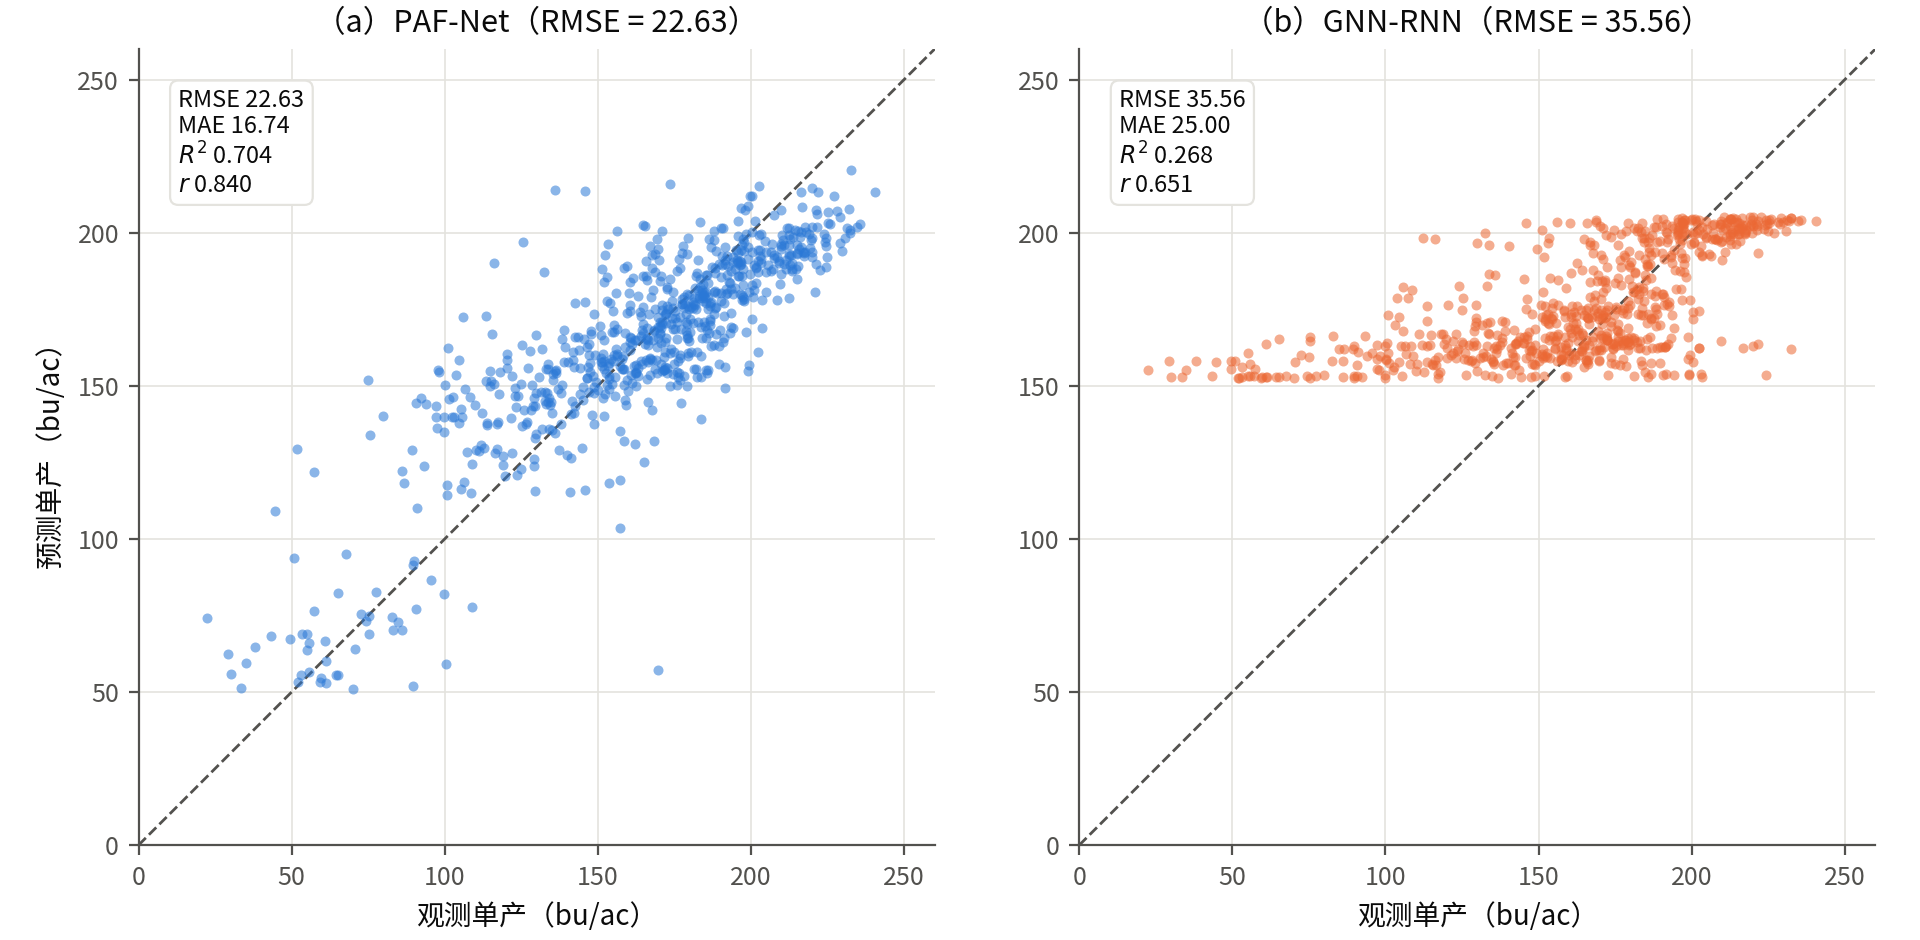 （a）PAF-Net（RMSE = 22.63）
RMSE 22.63
MAE 16.74
R² 0.704
r 0.840
预测单产（bu/ac）
250
200
150
100
50
0
0 50 100 150 200 250
观测单产（bu/ac）
（b）GNN-RNN（RMSE = 35.56）
RMSE 35.56
MAE 25.00
R² 0.268
r 0.651
250
200
150
100
50
0
0 50 100 150 200 250
观测单产（bu/ac）